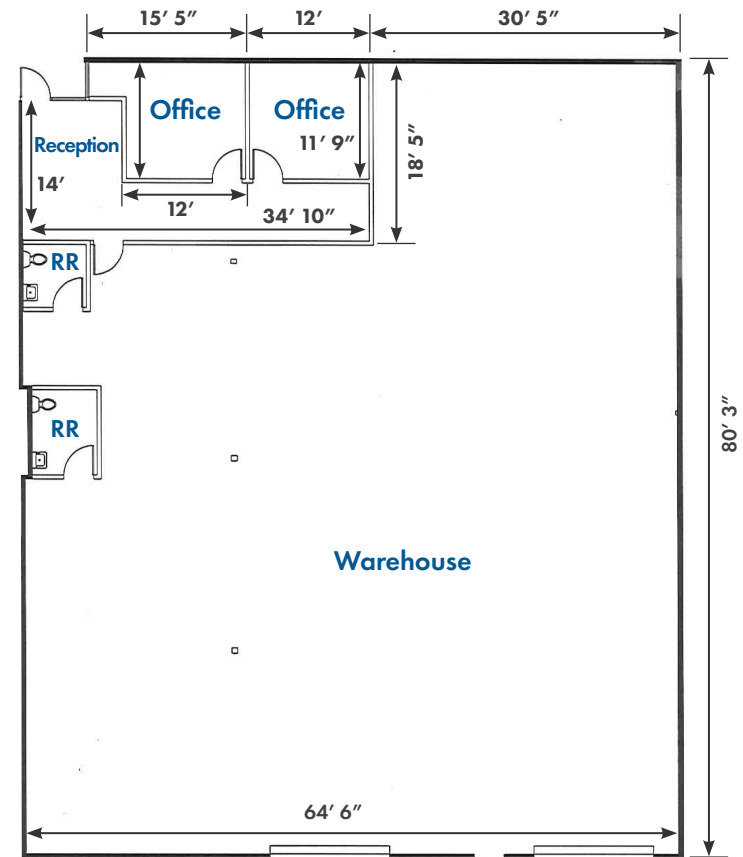 15′ 5″
12′
30′ 5″
Office
Office
Reception
11′ 9″
18′ 5″
14′
12′
34′ 10″
RR
80′ 3″
RR
Warehouse
64′ 6″